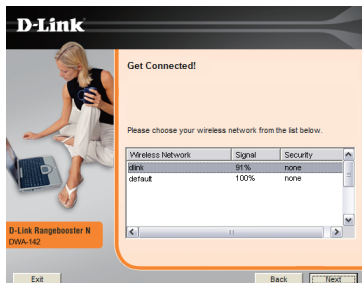 D-Link
Get Connected!
Please choose your wireless network from the list below.
Wireless Network Signal Security
dlink 91% none
default 100% none
D-Link Rangebooster N
DWA-142
Exit Back Next